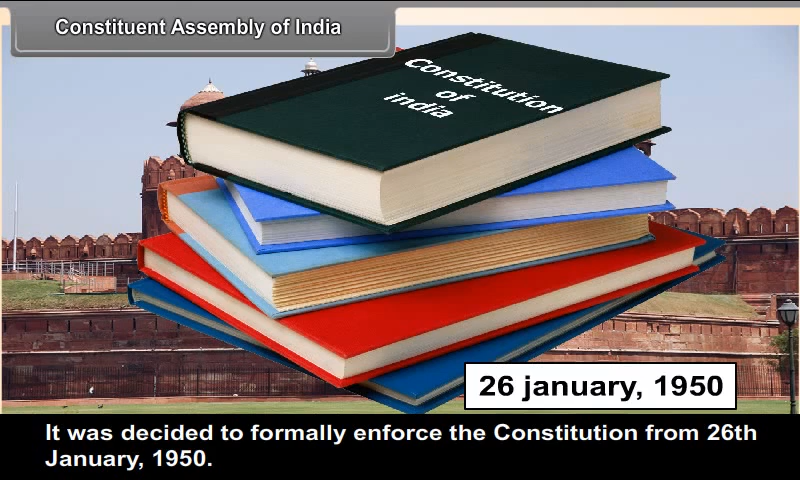 Constituent Assembly of India
Constitution
of
india
26 january, 1950
It was decided to formally enforce the Constitution from 26th
January, 1950.